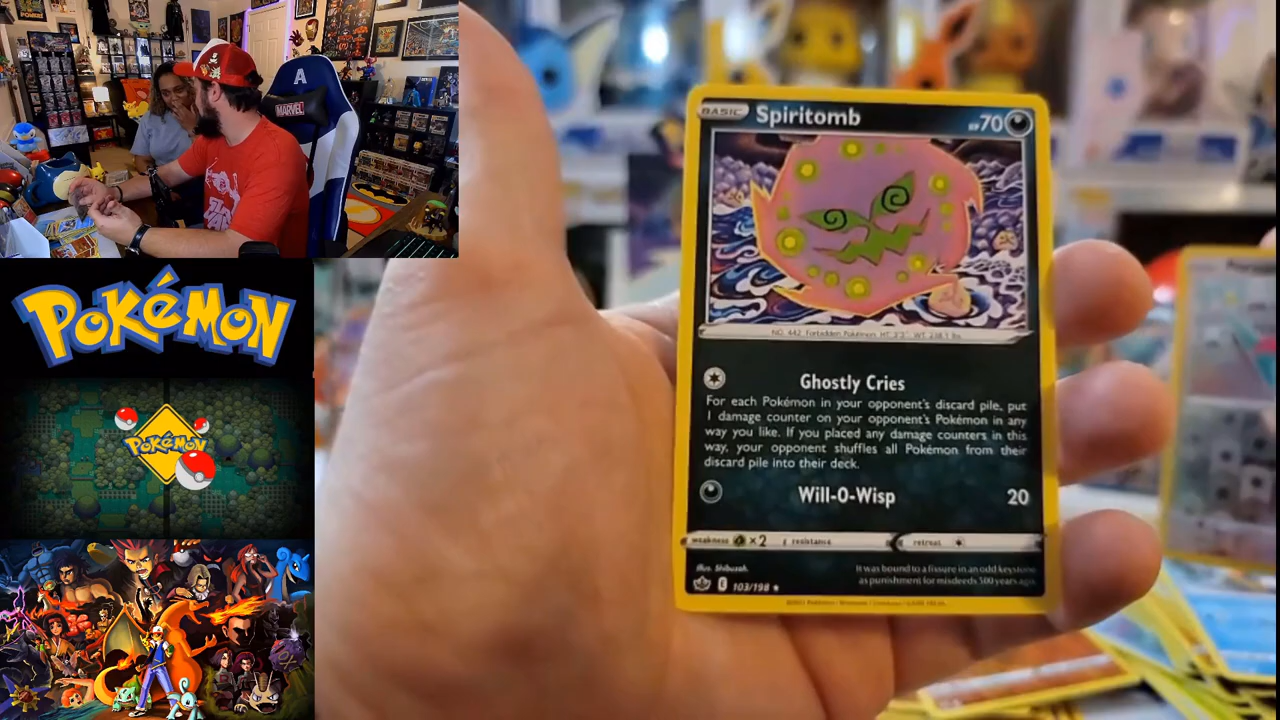 A
MARVEL
POKéMON
POKéMON
BASIC Spiritomb HP70
NO. 442 Forbidden Pokémon HT: 3'3" WT: 238.1 lbs.
Ghostly Cries
For each Pokémon in your opponent's discard pile, put
1 damage counter on your opponent's Pokémon in any
way you like. If you placed any damage counters in this
way, your opponent shuffles all Pokémon from their
discard pile into their deck.
Will-O-Wisp 20
weakness ×2 resistance retreat
Illus. Shibuzoh.
It was bound to a fissure in an odd keystone
as punishment for misdeeds 500 years ago.
E 103/198 ★